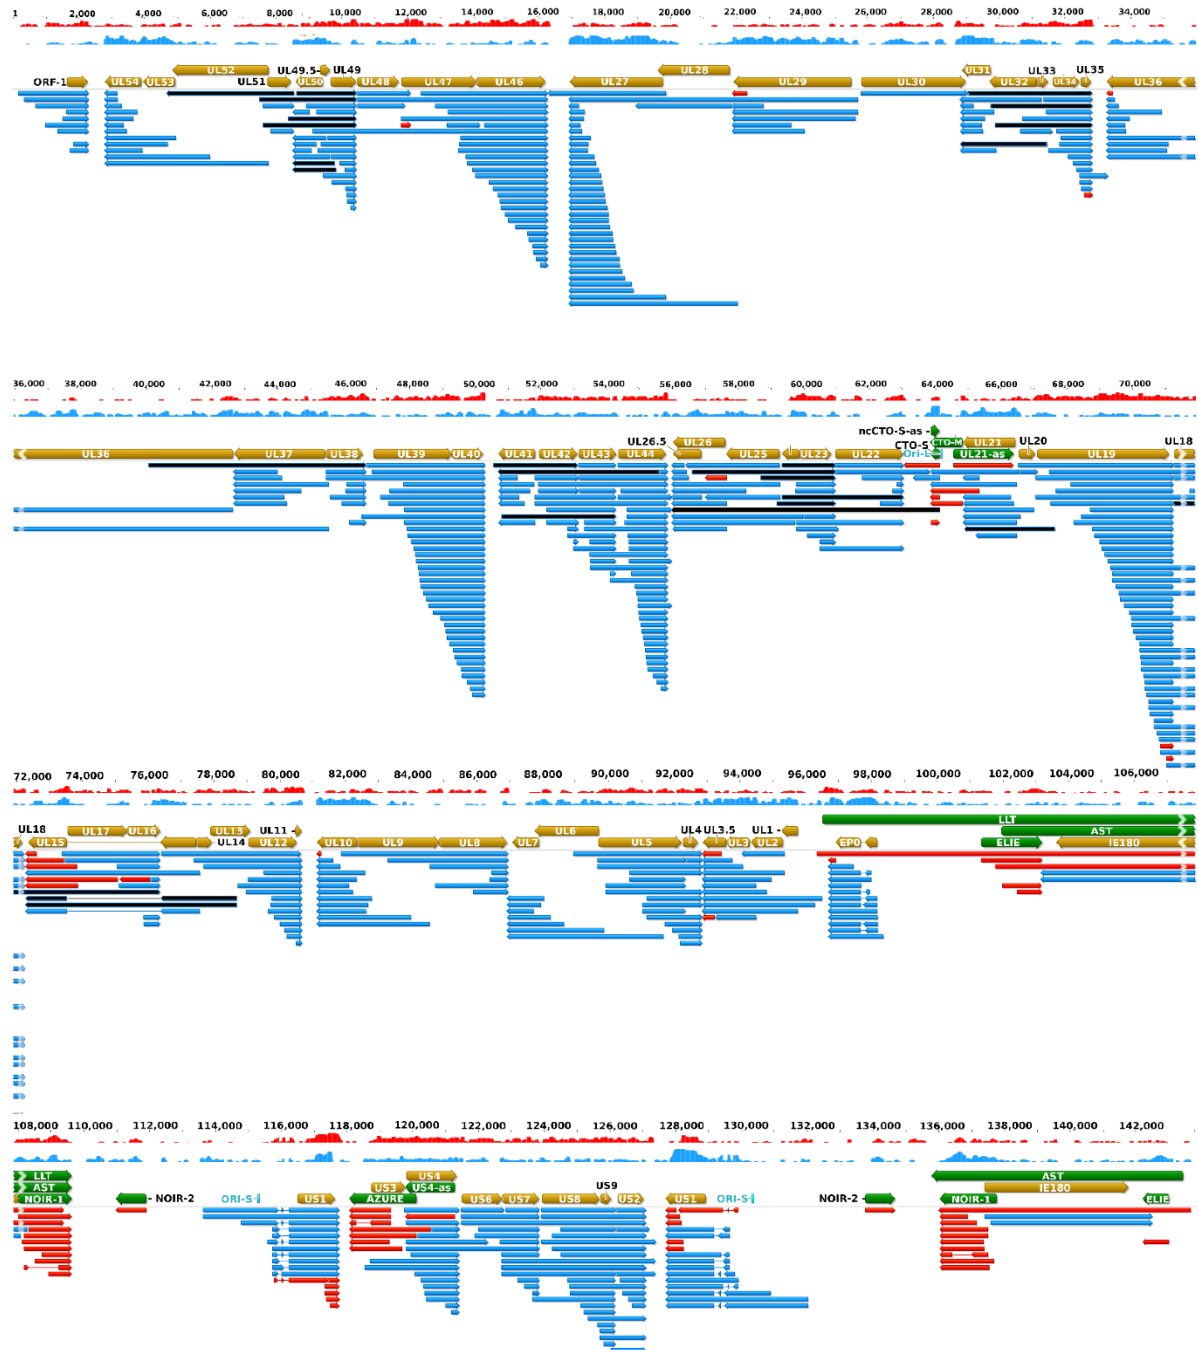 1 2,000 4,000 6,000 8,000 10,000 12,000 14,000 16,000 18,000 20,000 22,000 24,000 26,000 28,000 30,000 32,000 34,000
UL52 UL49.5 UL49 UL28 UL31 UL33 UL35
ORF-1 UL54 UL53 UL51 UL50 UL48 UL47 UL46 UL27 UL29 UL30 UL32 UL34 UL36
36,000 38,000 40,000 42,000 44,000 46,000 48,000 50,000 52,000 54,000 56,000 58,000 60,000 62,000 64,000 66,000 68,000 70,000
ncCTO-S-as -
UL26.5 UL26 CTO-S CTO-M UL21 UL20 UL18
UL36 UL37 UL38 UL39 UL40 UL41 UL42 UL43 UL44 UL25 UL23 UL22 Ori-L UL21-as UL19
72,000 74,000 76,000 78,000 80,000 82,000 84,000 86,000 88,000 90,000 92,000 94,000 96,000 98,000 100,000 102,000 104,000 106,000
LLT
UL18 UL17 UL16 UL13 UL11 - UL6 UL4 UL3.5 UL1 - AST
UL15 UL14 UL12 UL10 UL9 UL8 UL7 UL5 UL3 UL2 EP0 ELIE IE180
108,000 110,000 112,000 114,000 116,000 118,000 120,000 122,000 124,000 126,000 128,000 130,000 132,000 134,000 136,000 138,000 140,000 142,000
LLT US4 AST
AST US3 US4-as US9 IE180
NOIR-1 - NOIR-2 ORI-S US1 AZURE US6 US7 US8 US2 US1 ORI-S NOIR-2 - NOIR-1 ELIE